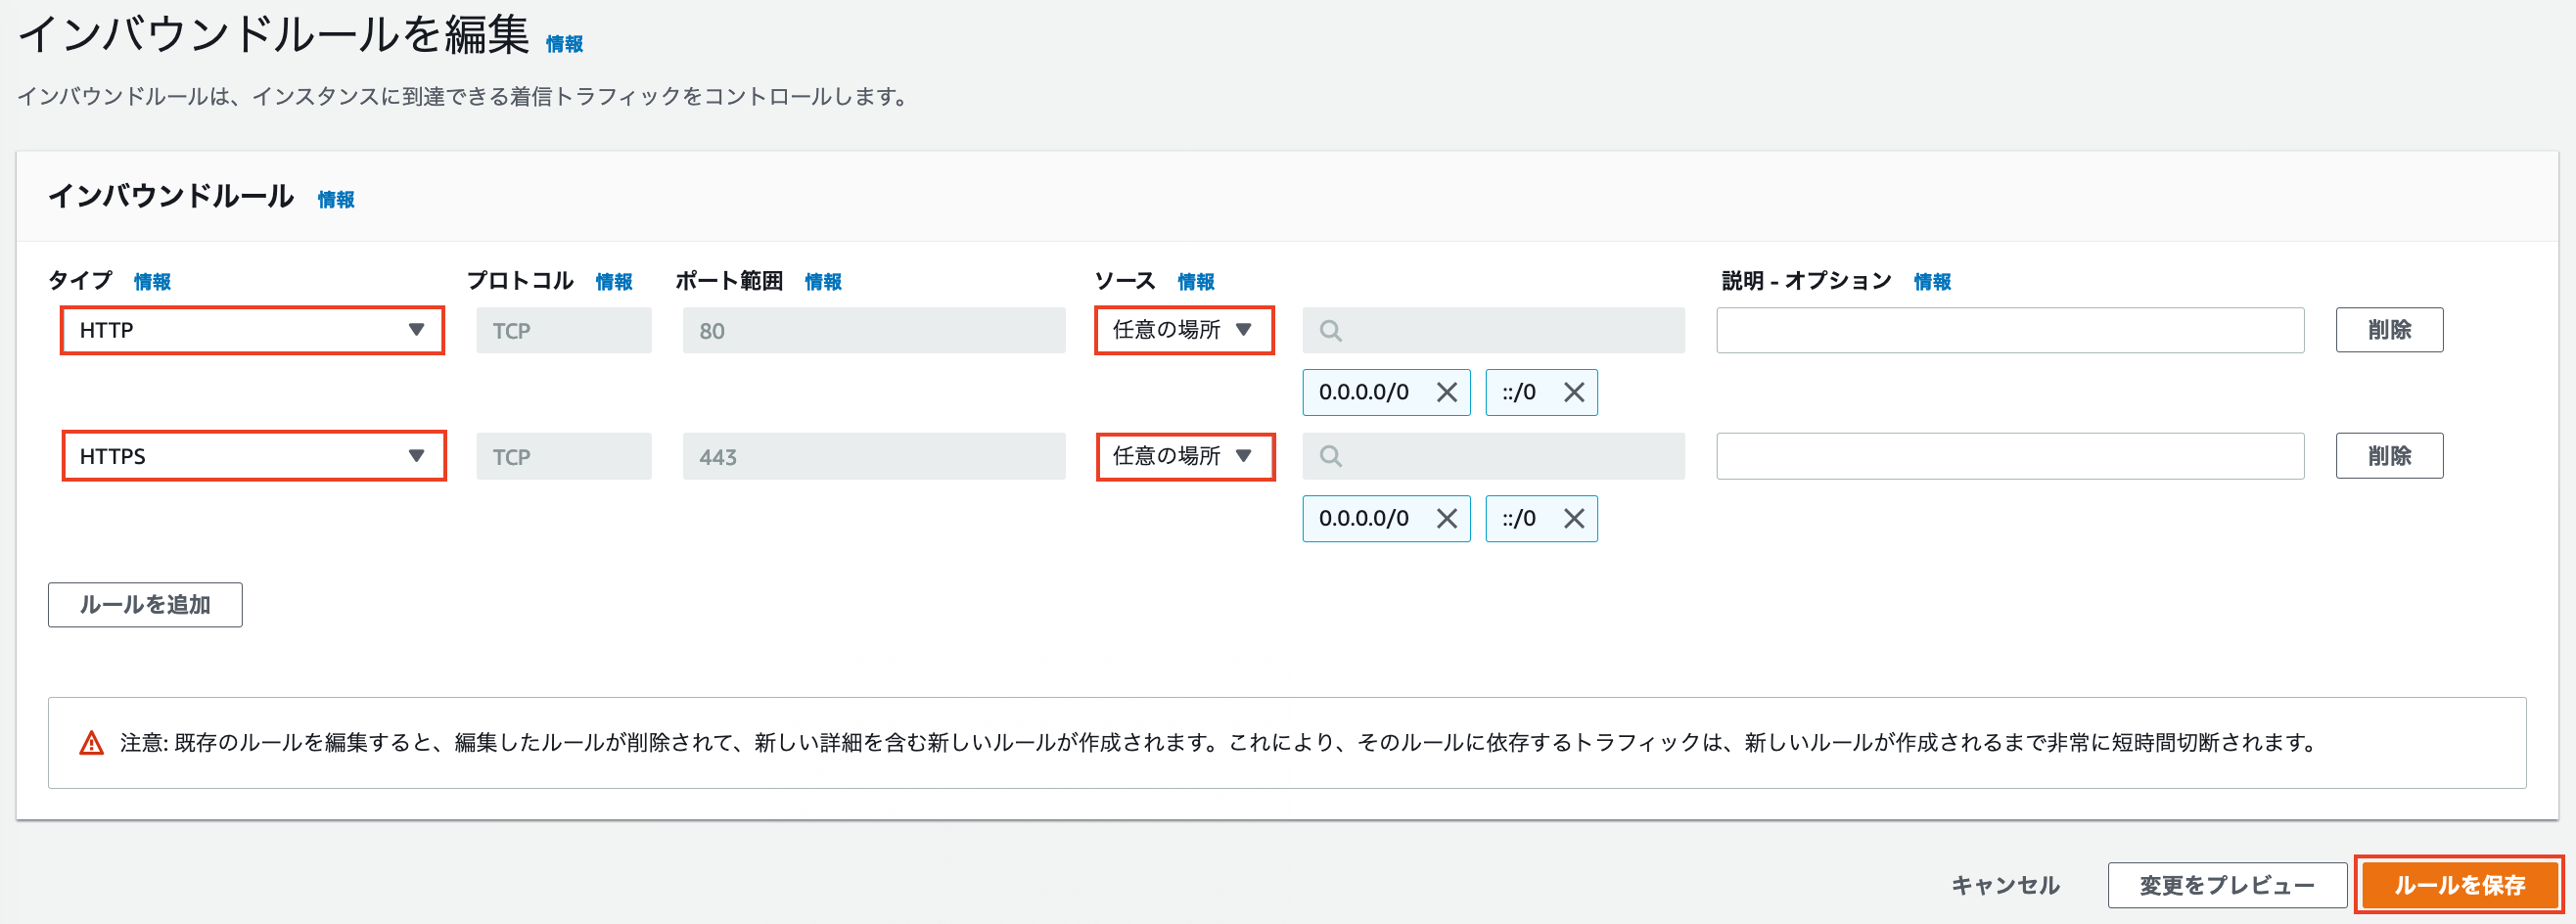 インバウンドルールを編集 情報
インバウンドルールは、インスタンスに到達できる着信トラフィックをコントロールします。
インバウンドルール 情報
タイプ 情報 プロトコル 情報 ポート範囲 情報 ソース 情報 説明 - オプション 情報
HTTP TCP 80 任意の場所 削除
0.0.0.0/0 ::/0
HTTPS TCP 443 任意の場所 削除
0.0.0.0/0 ::/0
ルールを追加
注意: 既存のルールを編集すると、編集したルールが削除されて、新しい詳細を含む新しいルールが作成されます。これにより、そのルールに依存するトラフィックは、新しいルールが作成されるまで非常に短時間切断されます。
キャンセル 変更をプレビュー ルールを保存